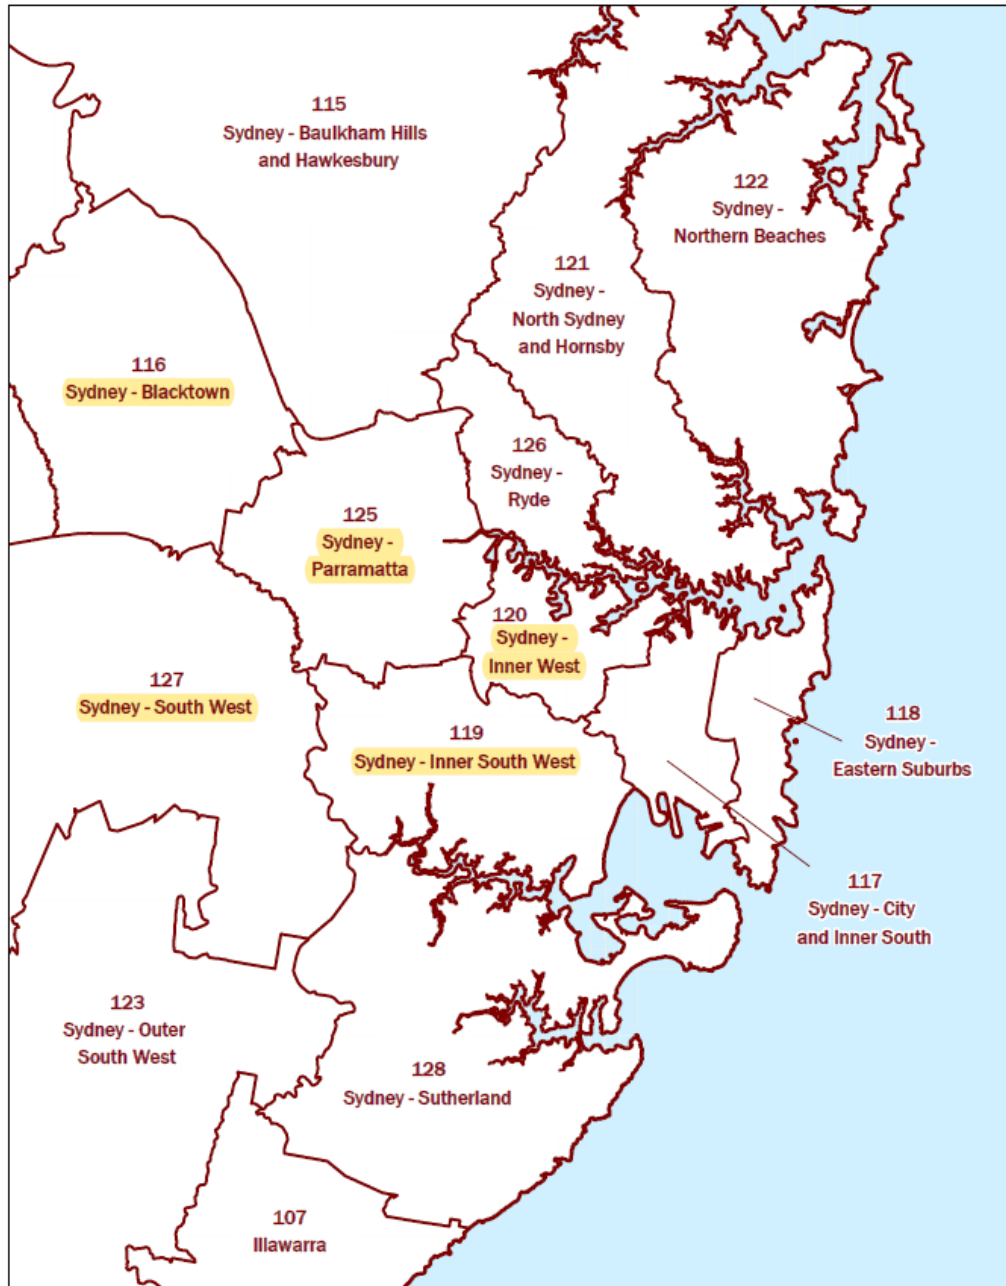 115
Sydney - Baulkham Hills
and Hawkesbury
122
Sydney -
Northern Beaches
121
Sydney -
North Sydney
and Hornsby
116
Sydney - Blacktown
126
Sydney -
Ryde
125
Sydney -
Parramatta
120
Sydney -
Inner West
127
Sydney - South West
119
Sydney - Inner South West
118
Sydney -
Eastern Suburbs
117
Sydney - City
and Inner South
123
Sydney - Outer
South West
128
Sydney - Sutherland
107
Illawarra